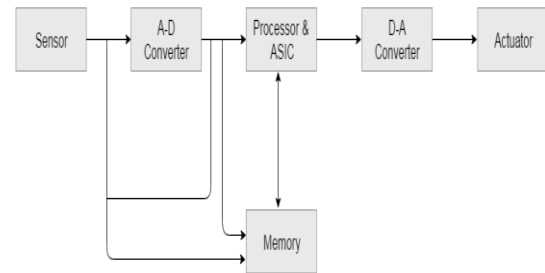 Sensor
A-D
Converter
Processor &
ASIC
D-A
Converter
Actuator
Memory